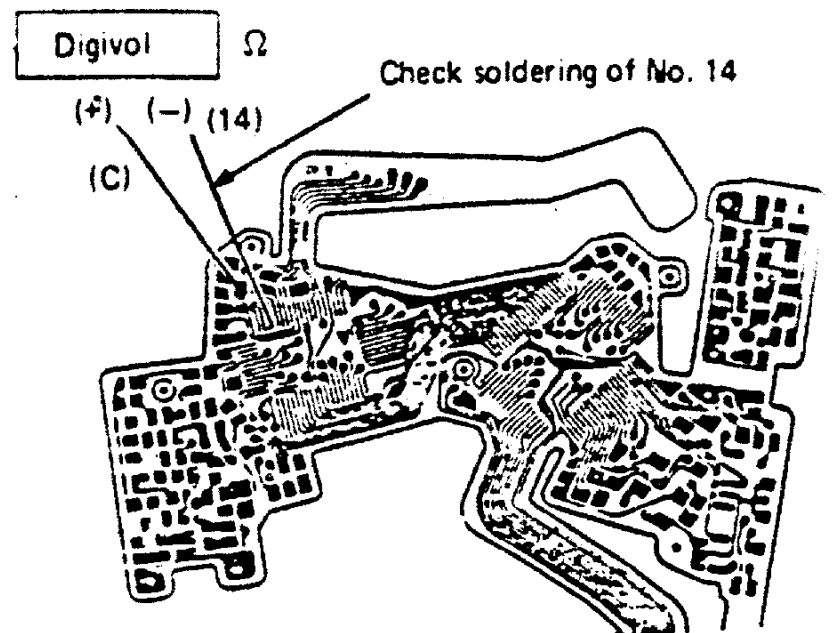 Digivol Ω
Check soldering of No. 14
(+) (−) (14)
(C)